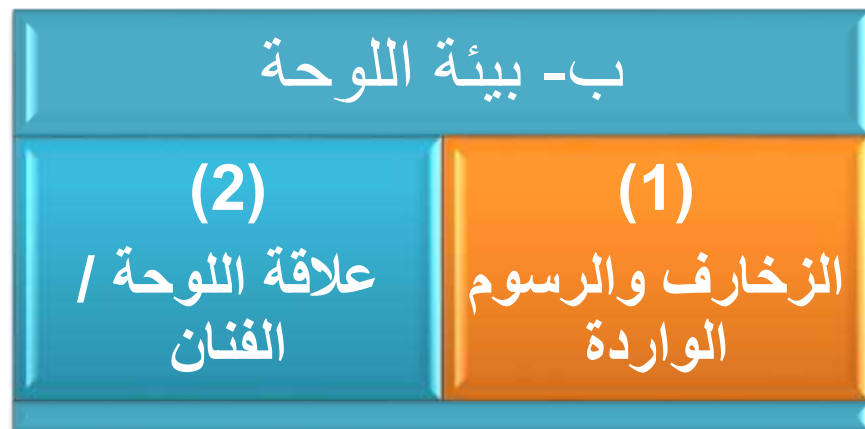 ب- بيئة اللوحة
(1)
الزخارف والرسوم
الواردة
(2)
علاقة اللوحة /
الفنان